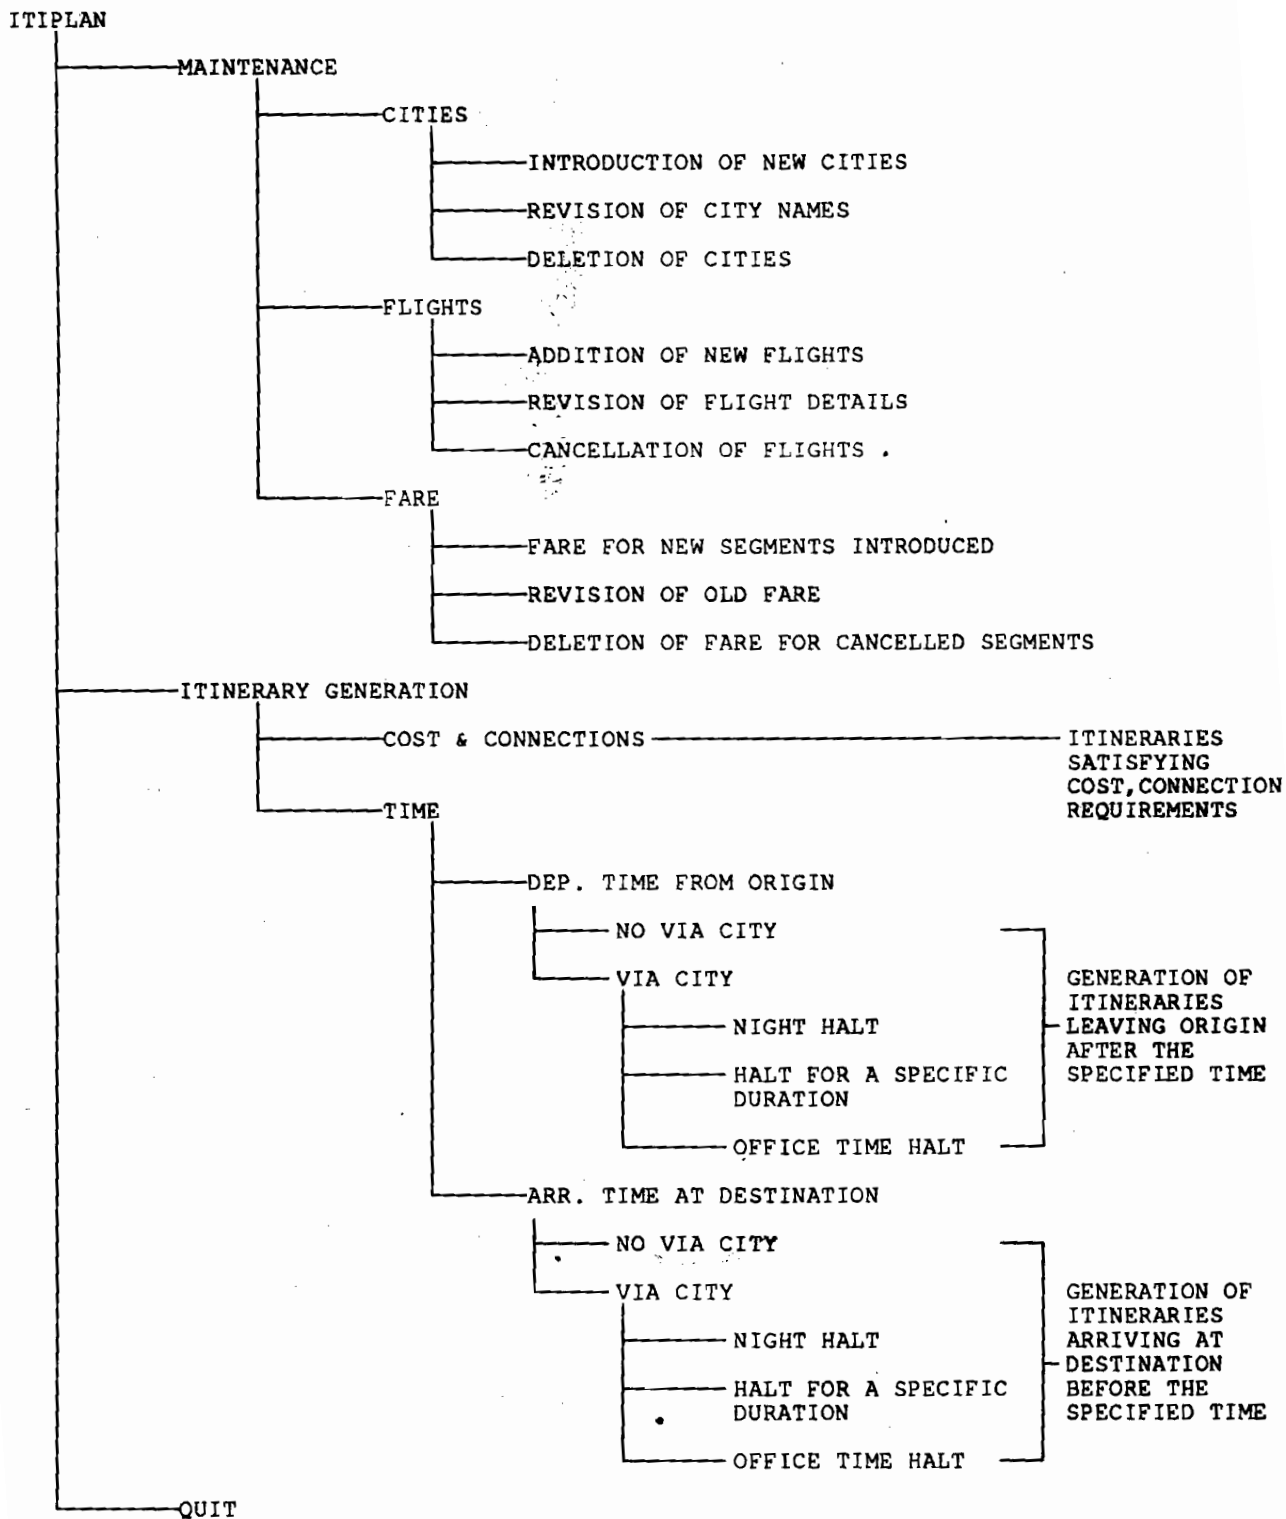 ITIPLAN
MAINTENANCE
CITIES
INTRODUCTION OF NEW CITIES
REVISION OF CITY NAMES
DELETION OF CITIES
FLIGHTS
ADDITION OF NEW FLIGHTS
REVISION OF FLIGHT DETAILS
CANCELLATION OF FLIGHTS .
FARE
FARE FOR NEW SEGMENTS INTRODUCED
REVISION OF OLD FARE
DELETION OF FARE FOR CANCELLED SEGMENTS
ITINERARY GENERATION
COST & CONNECTIONS
ITINERARIES
SATISFYING
COST,CONNECTION
REQUIREMENTS
TIME
DEP. TIME FROM ORIGIN
NO VIA CITY
VIA CITY
NIGHT HALT
HALT FOR A SPECIFIC
DURATION
OFFICE TIME HALT
GENERATION OF
ITINERARIES
LEAVING ORIGIN
AFTER THE
SPECIFIED TIME
ARR. TIME AT DESTINATION
NO VIA CITY
VIA CITY
NIGHT HALT
HALT FOR A SPECIFIC
DURATION
OFFICE TIME HALT
GENERATION OF
ITINERARIES
ARRIVING AT
DESTINATION
BEFORE THE
SPECIFIED TIME
QUIT